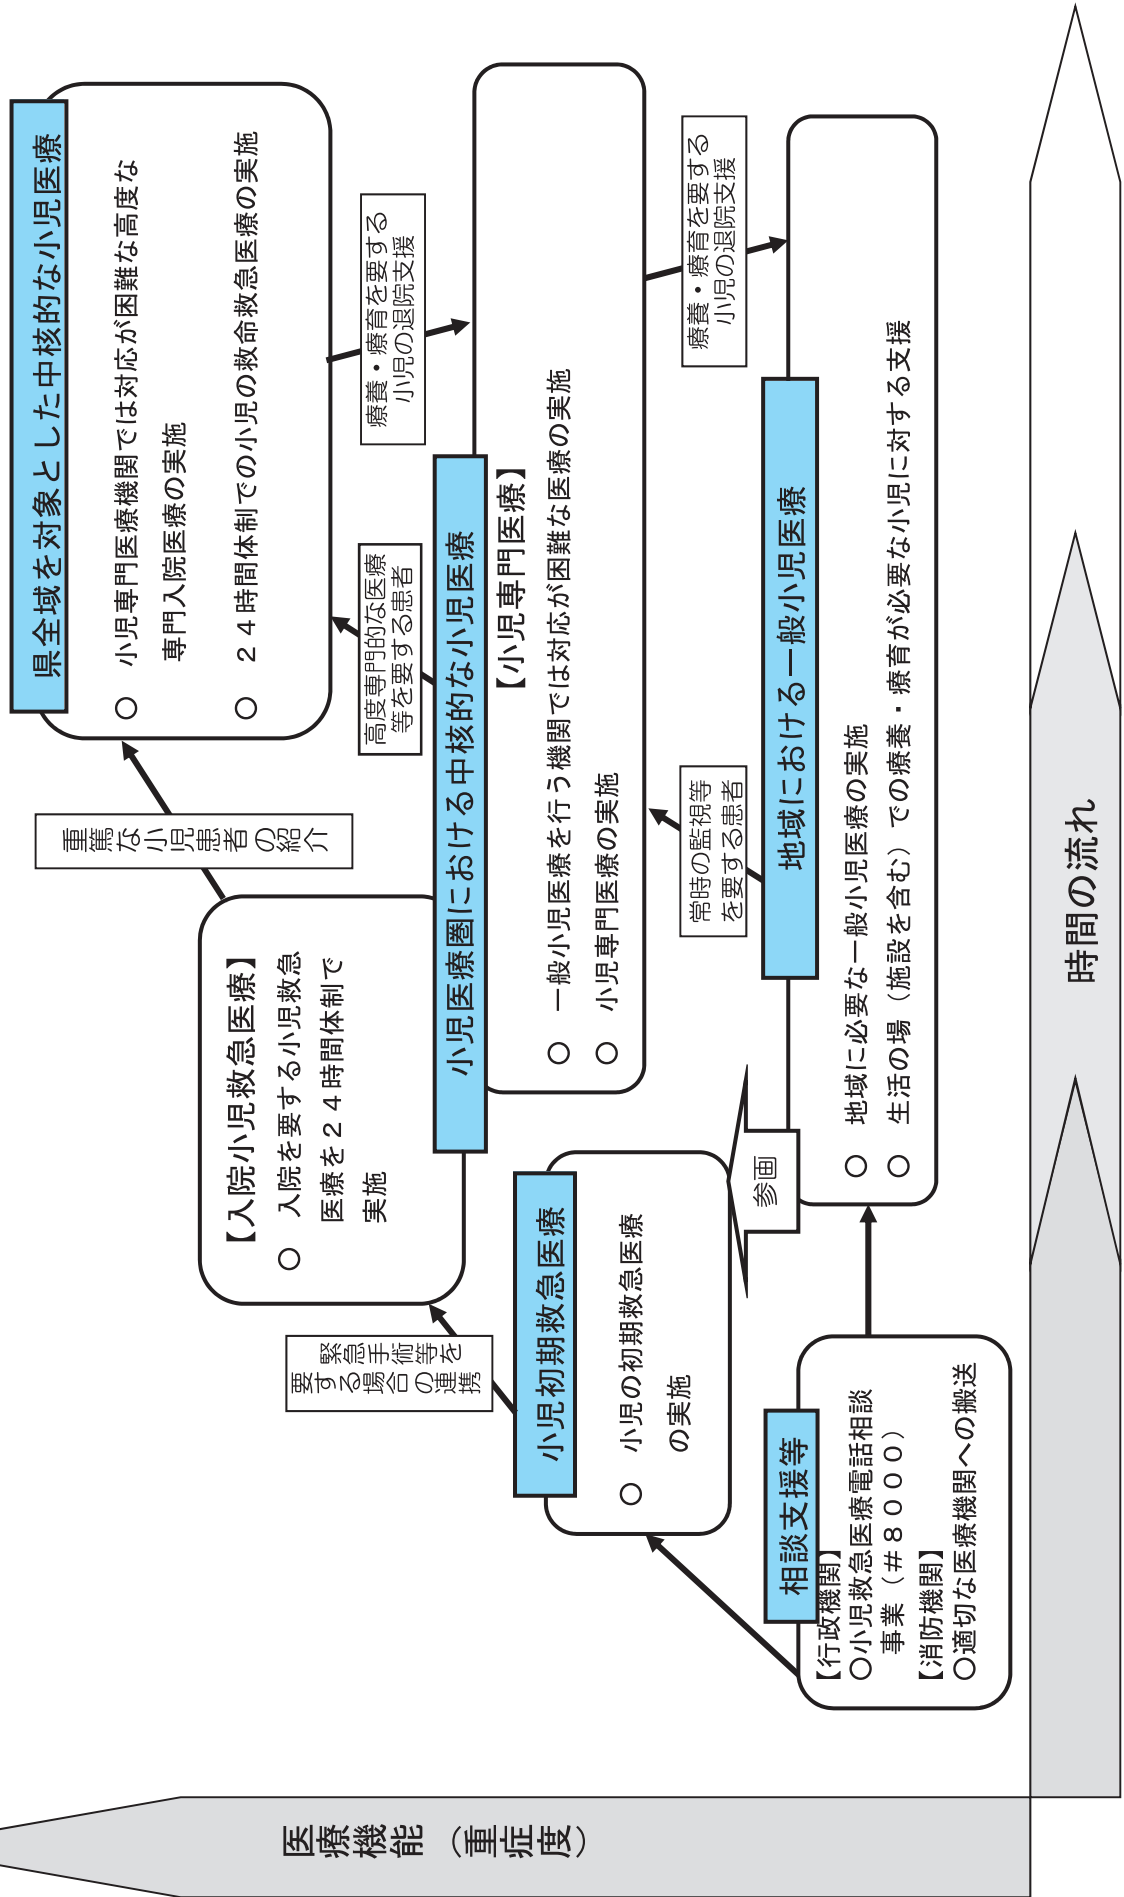 県全域を対象とした中核的な小児医療
○ 小児専門医療機関では対応が困難な高度な
専門入院医療の実施
○ ２４時間体制での小児の救命救急医療の実施
重篤な小児患者の紹介
高度専門的な医療
等を要する患者
療養・療育を要する
小児の退院支援
【入院小児救急医療】
○ 入院を要する小児救急
医療を２４時間体制で
実施
小児医療圏における中核的な小児医療
【小児専門医療】
○ 一般小児医療を行う機関では対応が困難な医療の実施
○ 小児専門医療の実施
緊急手術等を
要する場合の連携
常時の監視等
を要する患者
療養・療育を要する
小児の退院支援
小児初期救急医療
○ 小児の初期救急医療
の実施
参画
地域における一般小児医療
○ 地域に必要な一般小児医療の実施
○ 生活の場（施設を含む）での療養・療育が必要な小児に対する支援
相談支援等
【行政機関】
○小児救急医療電話相談
事業（＃８０００）
【消防機関】
○適切な医療機関への搬送
医療機能（重症度）
時間の流れ